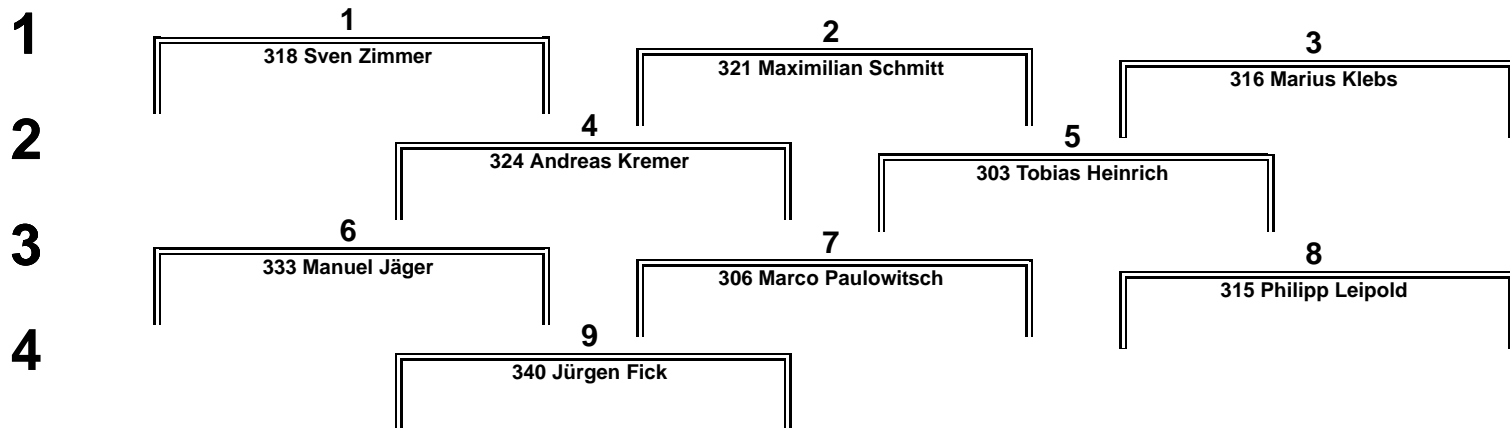 1
1
318 Sven Zimmer
2
321 Maximilian Schmitt
3
316 Marius Klebs
2
4
324 Andreas Kremer
5
303 Tobias Heinrich
3
6
333 Manuel Jäger
7
306 Marco Paulowitsch
8
315 Philipp Leipold
4
9
340 Jürgen Fick